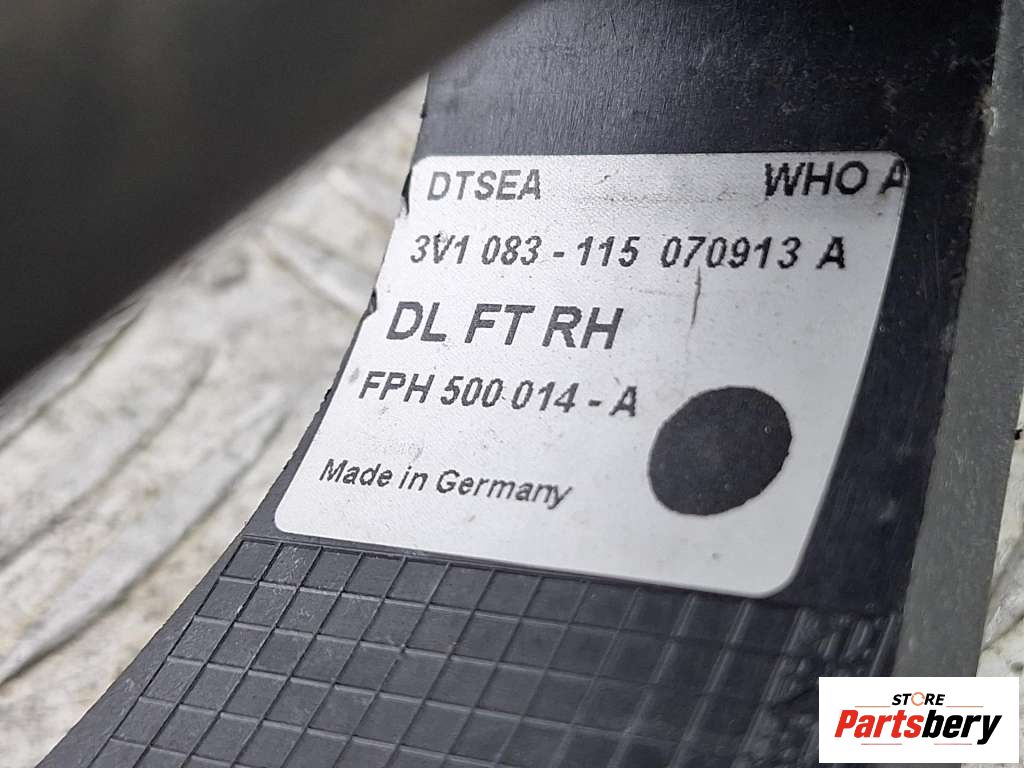 DTSEA WHO A
3V1 083 - 115 070913 A
DL FT RH
FPH 500 014 - A
Made in Germany
STORE
Partsbery